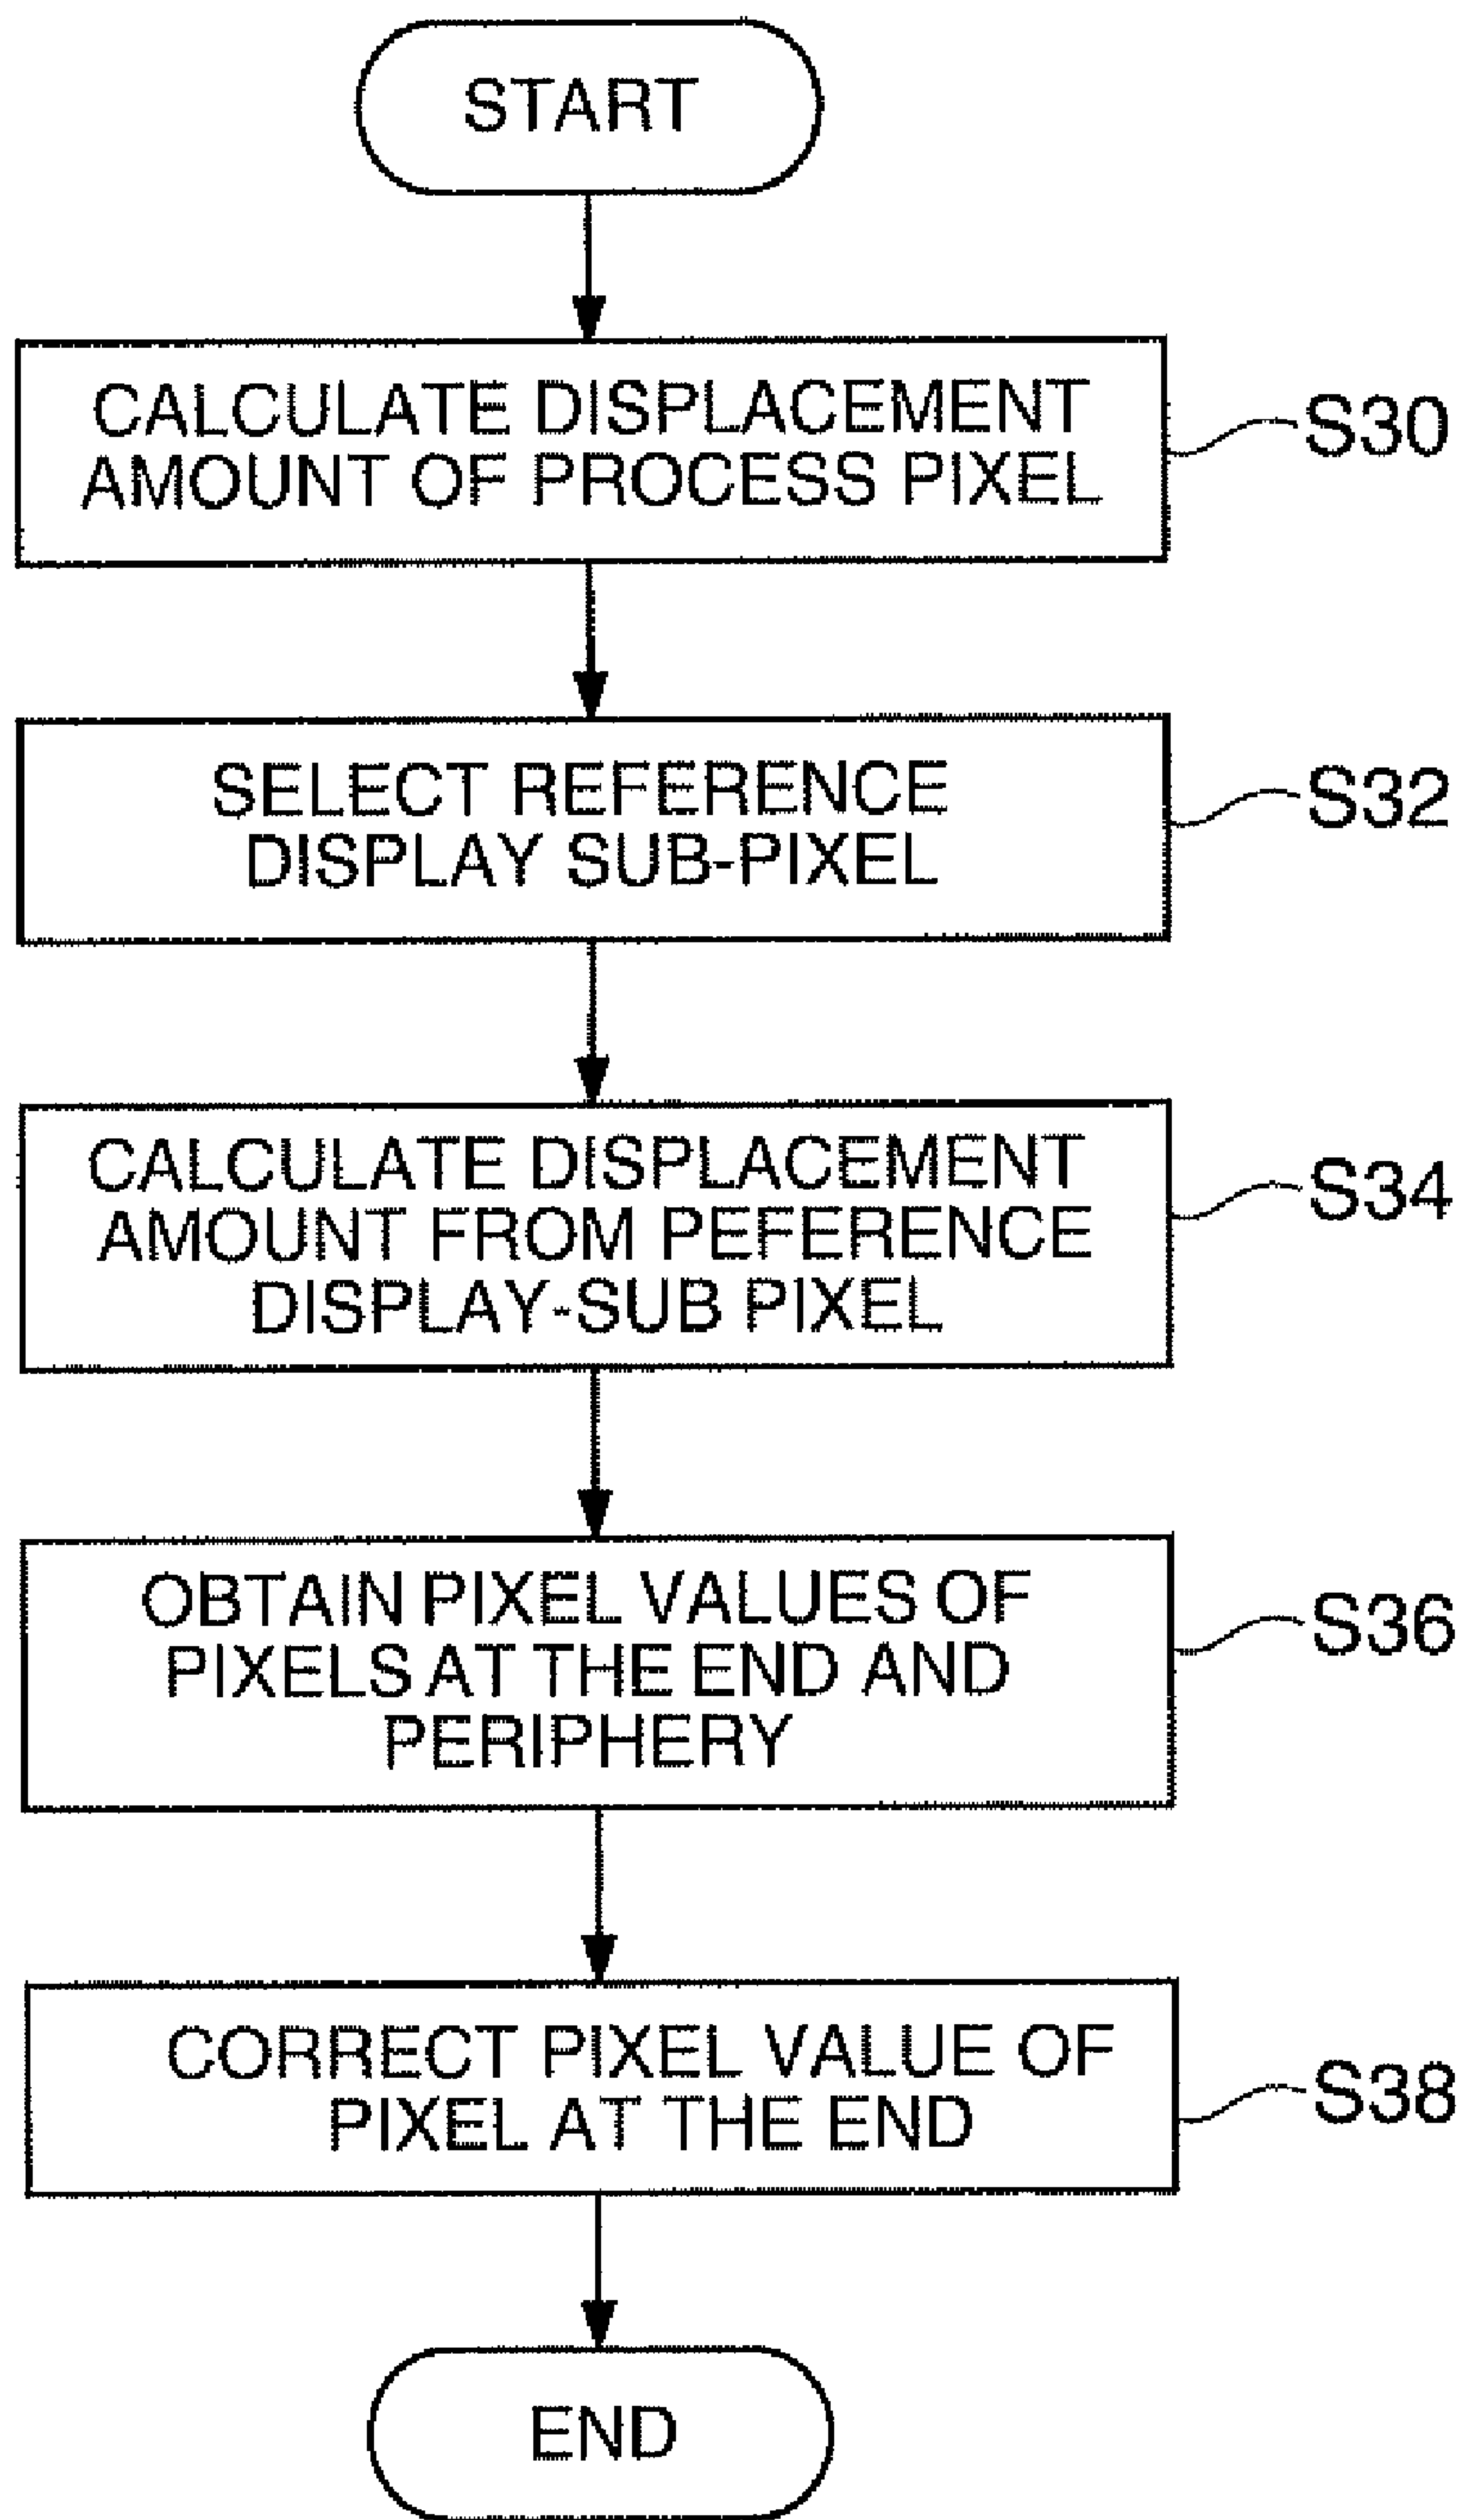 START
CALCULATE DISPLACEMENT
AMOUNT OF PROCESS PIXEL
S30
SELECT REFERENCE
DISPLAY SUB-PIXEL
S32
CALCULATE DISPLACEMENT
AMOUNT FROM PEFERENCE
DISPLAY-SUB PIXEL
S34
OBTAIN PIXEL VALUES OF
PIXELS AT THE END AND
PERIPHERY
S36
CORRECT PIXEL VALUE OF
PIXEL AT THE END
S38
END